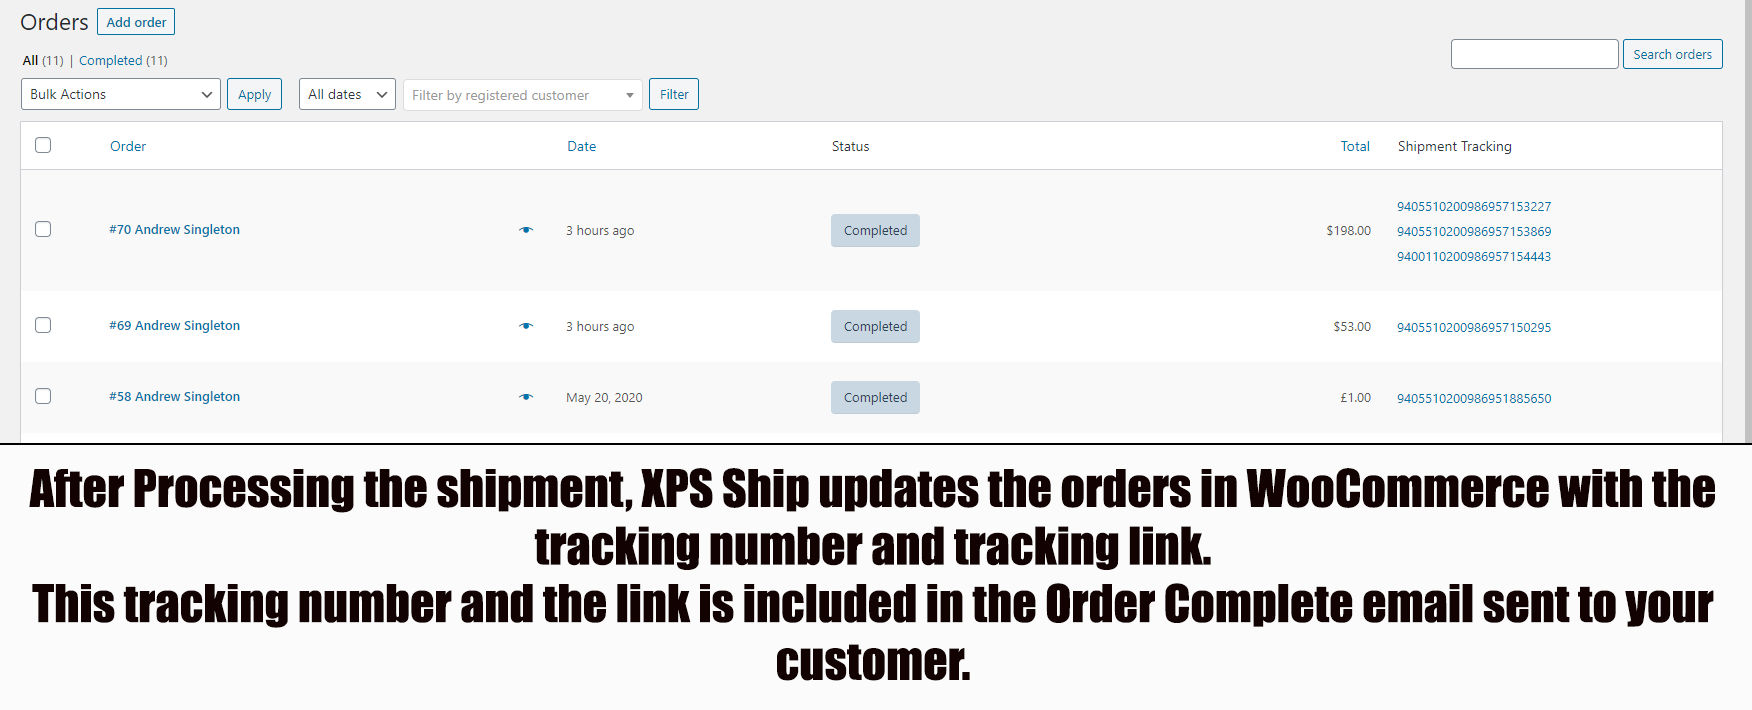 Orders Add order
All (11) | Completed (11)
Search orders
Bulk Actions Apply All dates Filter by registered customer Filter
Order Date Status Total Shipment Tracking
#70 Andrew Singleton 3 hours ago Completed $198.00 9405510200986957153227
9405510200986957153869
9400110200986957154443
#69 Andrew Singleton 3 hours ago Completed $53.00 9405510200986957150295
#58 Andrew Singleton May 20, 2020 Completed £1.00 9405510200986951885650
After Processing the shipment, XPS Ship updates the orders in WooCommerce with the
tracking number and tracking link.
This tracking number and the link is included in the Order Complete email sent to your
customer.